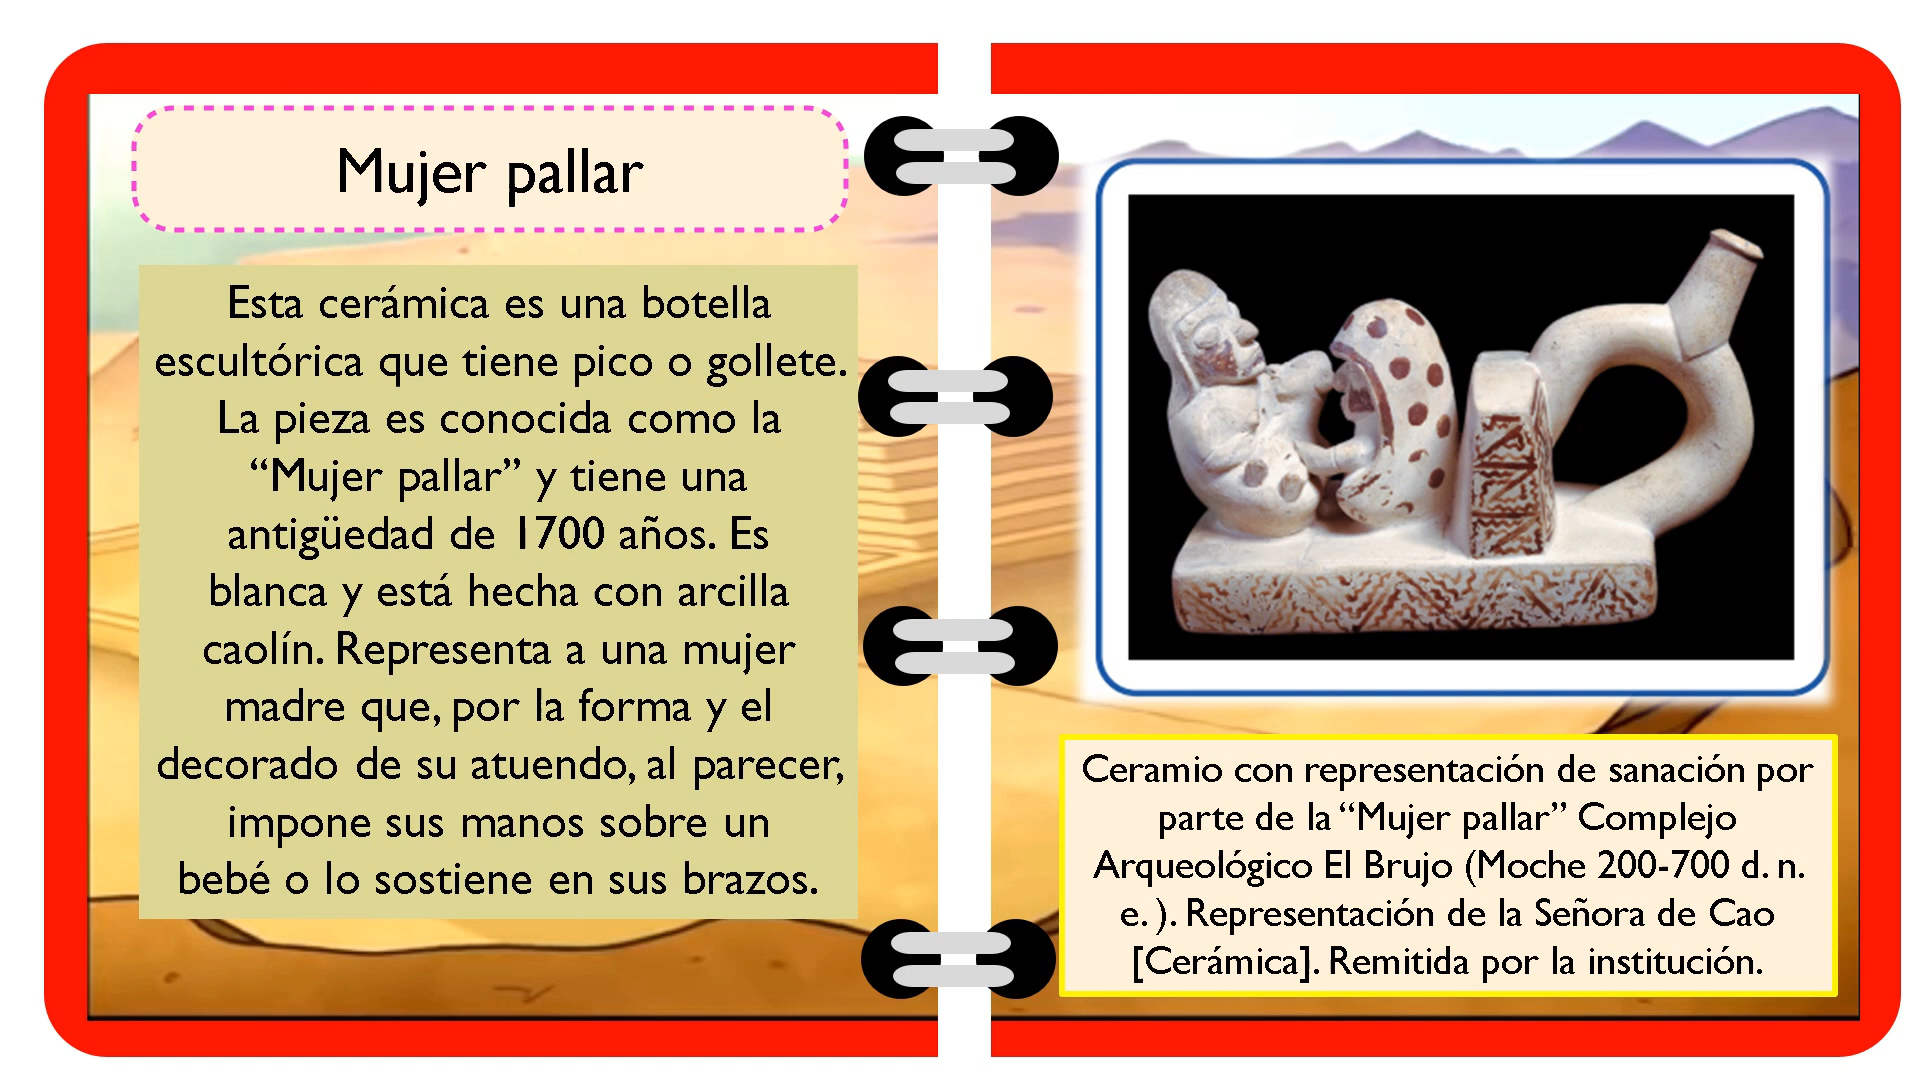 Mujer pallar
Esta cerámica es una botella
escultórica que tiene pico o gollete.
La pieza es conocida como la
“Mujer pallar” y tiene una
antigüedad de 1700 años. Es
blanca y está hecha con arcilla
caolín. Representa a una mujer
madre que, por la forma y el
decorado de su atuendo, al parecer,
impone sus manos sobre un
bebé o lo sostiene en sus brazos.
Ceramio con representación de sanación por
parte de la “Mujer pallar” Complejo
Arqueológico El Brujo (Moche 200-700 d. n.
e. ). Representación de la Señora de Cao
[Cerámica]. Remitida por la institución.